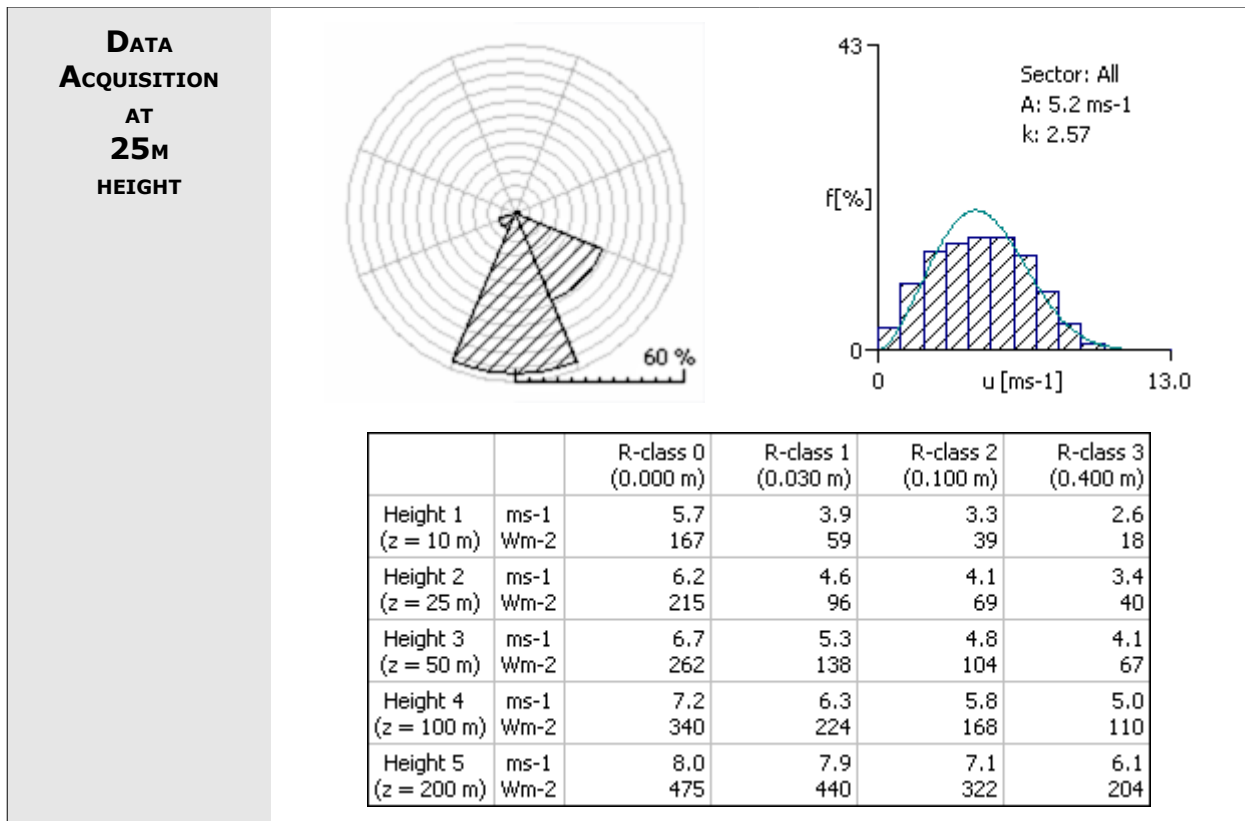 DATA
ACQUISITION
AT
25M
HEIGHT
60 %
43
Sector: All
A: 5.2 ms-1
k: 2.57
f[%]
0
0 u [ms-1] 13.0
R-class 0 R-class 1 R-class 2 R-class 3
(0.000 m) (0.030 m) (0.100 m) (0.400 m)
Height 1 ms-1 5.7 3.9 3.3 2.6
(z = 10 m) Wm-2 167 59 39 18
Height 2 ms-1 6.2 4.6 4.1 3.4
(z = 25 m) Wm-2 215 96 69 40
Height 3 ms-1 6.7 5.3 4.8 4.1
(z = 50 m) Wm-2 262 138 104 67
Height 4 ms-1 7.2 6.3 5.8 5.0
(z = 100 m) Wm-2 340 224 168 110
Height 5 ms-1 8.0 7.9 7.1 6.1
(z = 200 m) Wm-2 475 440 322 204